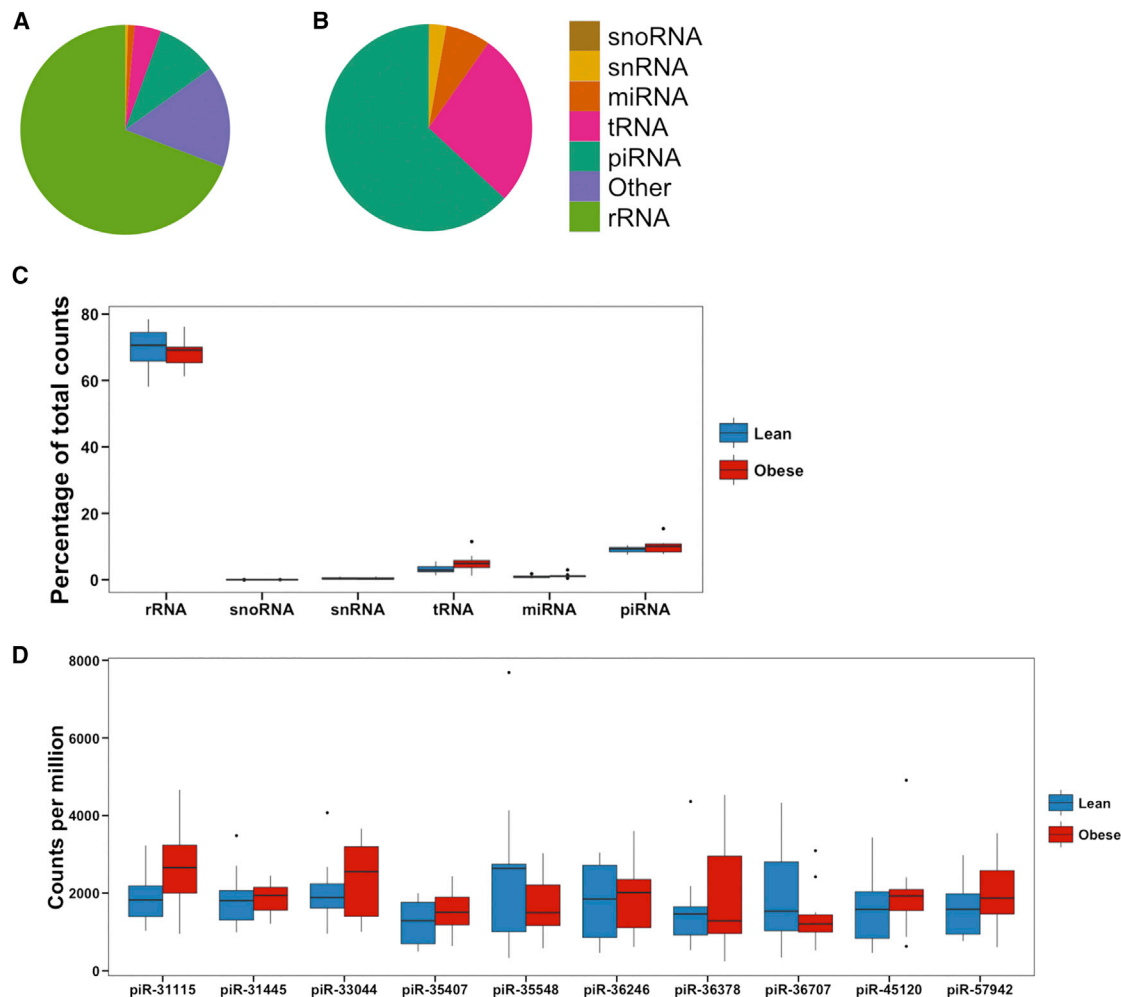 A
B
snoRNA
snRNA
miRNA
tRNA
piRNA
Other
rRNA
C
Percentage of total counts
80
60
40
20
0
rRNA snoRNA snRNA tRNA miRNA piRNA
Lean
Obese
D
Counts per million
8000
6000
4000
2000
0
piR-31115 piR-31445 piR-33044 piR-35407 piR-35548 piR-36246 piR-36378 piR-36707 piR-45120 piR-57942
Lean
Obese